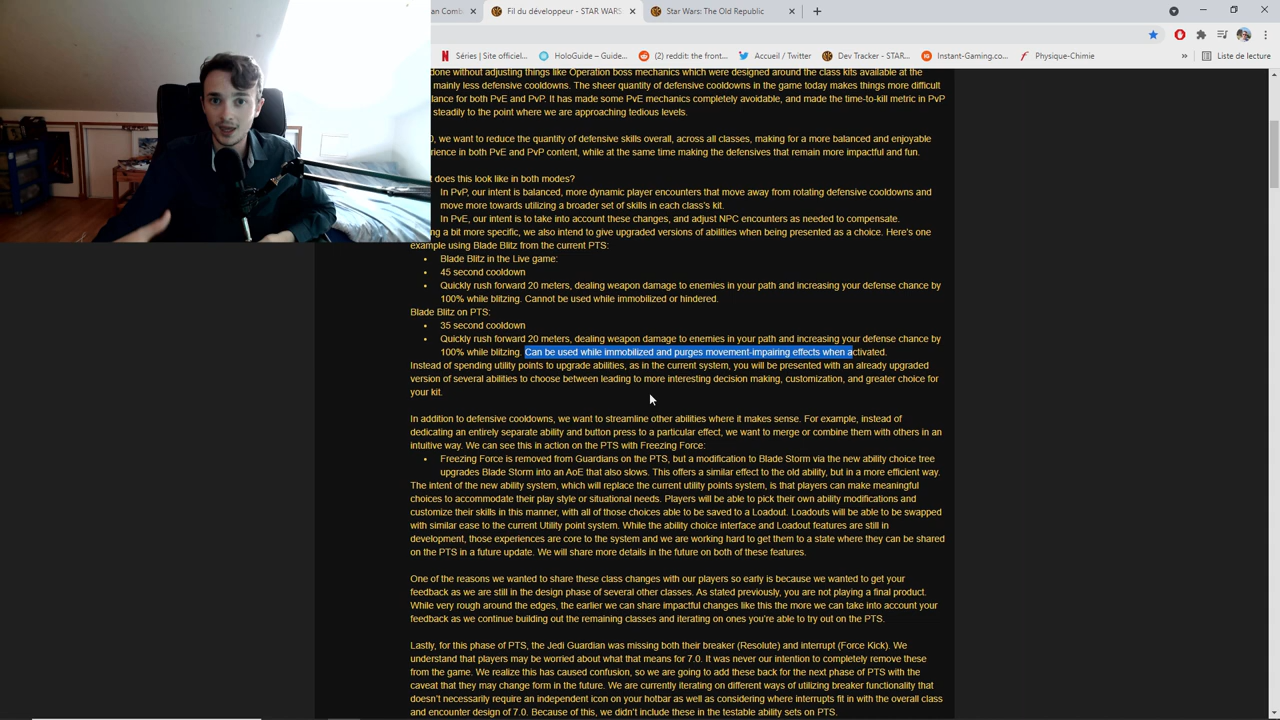 an Comb
Fil du développeur - STAR WARS
Star Wars: The Old Republic
Séries | Site officiel...
HoloGuide – Guide...
(2) reddit: the front...
Accueil / Twitter
Dev Tracker - STAR...
Instant-Gaming.co...
Physique-Chimie
Liste de lecture
done without adjusting things like Operation boss mechanics which were designed around the class kits available at the
mainly less defensive cooldowns. The sheer quantity of defensive cooldowns in the game today makes things more difficult
lance for both PvE and PvP. It has made some PvE mechanics completely avoidable, and made the time-to-kill metric in PvP
steadily to the point where we are approaching tedious levels.
, we want to reduce the quantity of defensive skills overall, across all classes, making for a more balanced and enjoyable
rience in both PvE and PvP content, while at the same time making the defensives that remain more impactful and fun.
does this look like in both modes?
In PvP, our intent is balanced, more dynamic player encounters that move away from rotating defensive cooldowns and
move more towards utilizing a broader set of skills in each class's kit.
In PvE, our intent is to take into account these changes, and adjust NPC encounters as needed to compensate.
ng a bit more specific, we also intend to give upgraded versions of abilities when being presented as a choice. Here's one
example using Blade Blitz from the current PTS:
• Blade Blitz in the Live game:
• 45 second cooldown
• Quickly rush forward 20 meters, dealing weapon damage to enemies in your path and increasing your defense chance by
100% while blitzing. Cannot be used while immobilized or hindered.
Blade Blitz on PTS:
• 35 second cooldown
• Quickly rush forward 20 meters, dealing weapon damage to enemies in your path and increasing your defense chance by
100% while blitzing. Can be used while immobilized and purges movement-impairing effects when activated.
Instead of spending utility points to upgrade abilities, as in the current system, you will be presented with an already upgraded
version of several abilities to choose between leading to more interesting decision making, customization, and greater choice for
your kit.
In addition to defensive cooldowns, we want to streamline other abilities where it makes sense. For example, instead of
dedicating an entirely separate ability and button press to a particular effect, we want to merge or combine them with others in an
intuitive way. We can see this in action on the PTS with Freezing Force:
• Freezing Force is removed from Guardians on the PTS, but a modification to Blade Storm via the new ability choice tree
upgrades Blade Storm into an AoE that also slows. This offers a similar effect to the old ability, but in a more efficient way.
The intent of the new ability system, which will replace the current utility points system, is that players can make meaningful
choices to accommodate their play style or situational needs. Players will be able to pick their own ability modifications and
customize their skills in this manner, with all of those choices able to be saved to a Loadout. Loadouts will be able to be swapped
with similar ease to the current Utility point system. While the ability choice interface and Loadout features are still in
development, those experiences are core to the system and we are working hard to get them to a state where they can be shared
on the PTS in a future update. We will share more details in the future on both of these features.
One of the reasons we wanted to share these class changes with our players so early is because we wanted to get your
feedback as we are still in the design phase of several other classes. As stated previously, you are not playing a final product.
While very rough around the edges, the earlier we can share impactful changes like this the more we can take into account your
feedback as we continue building out the remaining classes and iterating on ones you're able to try out on the PTS.
Lastly, for this phase of PTS, the Jedi Guardian was missing both their breaker (Resolute) and interrupt (Force Kick). We
understand that players may be worried about what that means for 7.0. It was never our intention to completely remove these
from the game. We realize this has caused confusion, so we are going to add these back for the next phase of PTS with the
caveat that they may change form in the future. We are currently iterating on different ways of utilizing breaker functionality that
doesn't necessarily require an independent icon on your hotbar as well as considering where interrupts fit in with the overall class
and encounter design of 7.0. Because of this, we didn't include these in the testable ability sets on PTS.